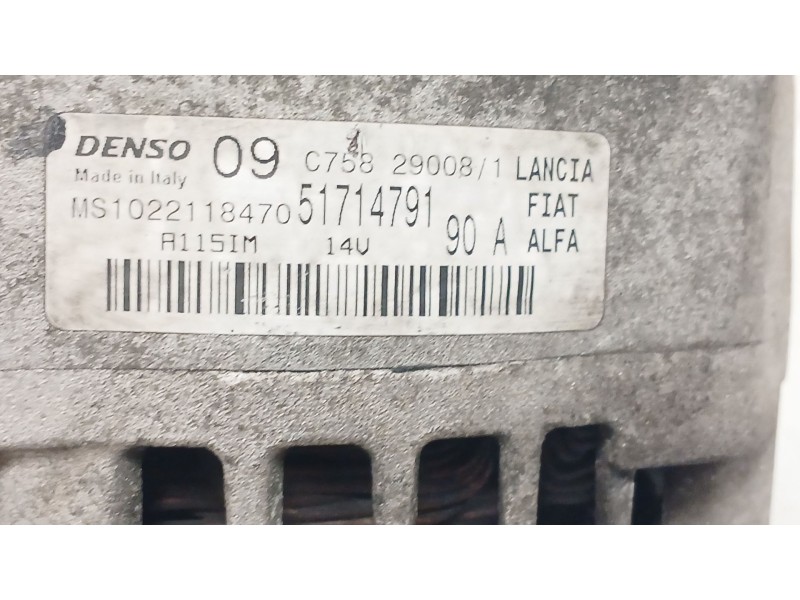 DENSO 09 C758 29008/1 LANCIA
Made in Italy
MS1022118470 51714791 FIAT
A115IM 14V 90 A ALFA